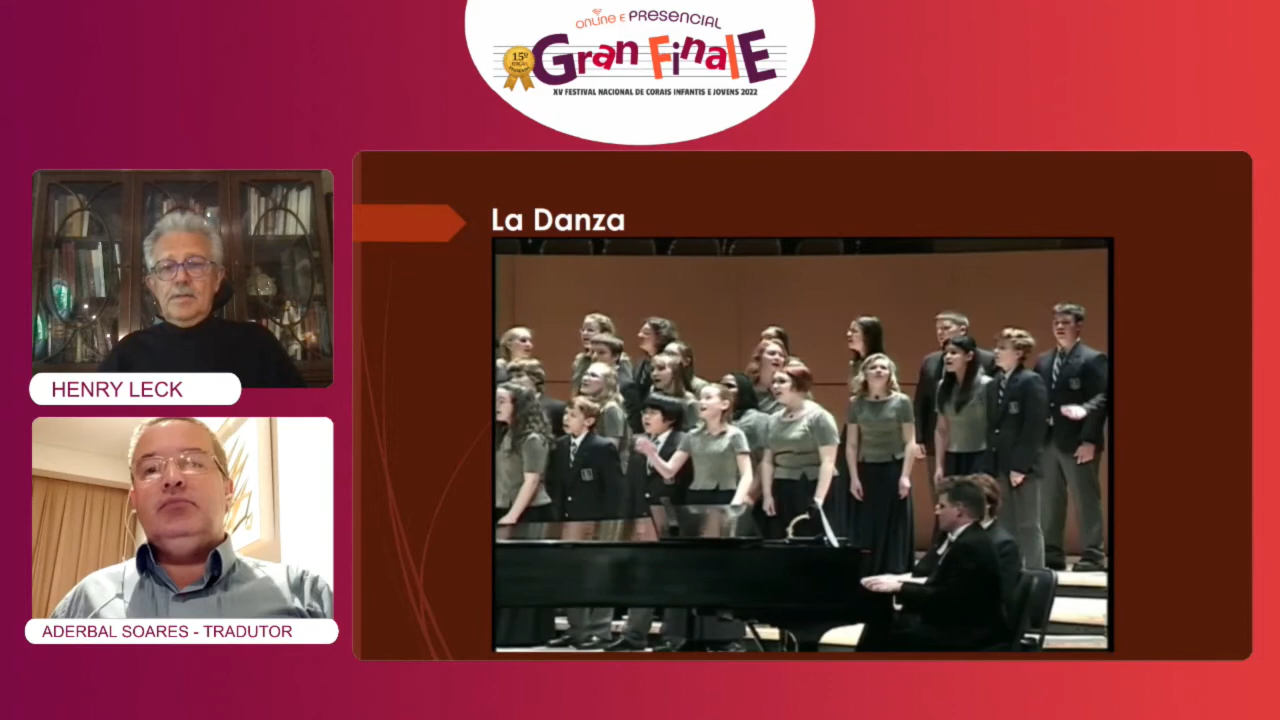 ONLINE E PRESENCIAL
15ª
Gran FinalE
XV FESTIVAL NACIONAL DE CORAIS INFANTIS E JOVENS 2022
La Danza
HENRY LECK
ADERBAL SOARES - TRADUTOR